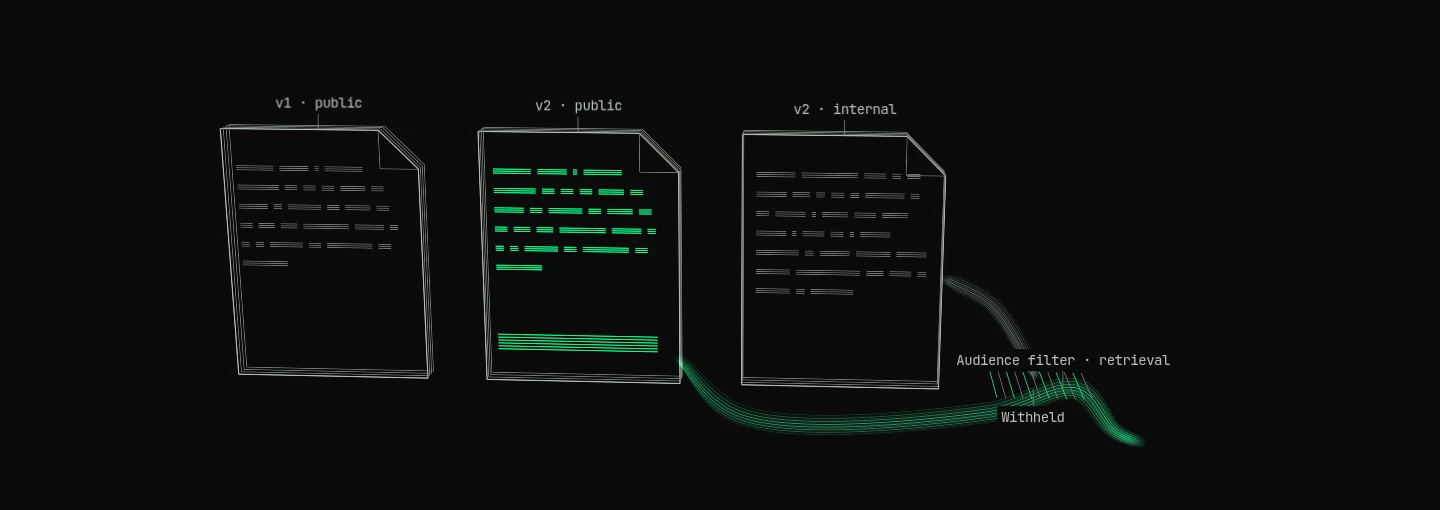 v1 · public
v2 · public
v2 · internal
Audience filter · retrieval
Withheld